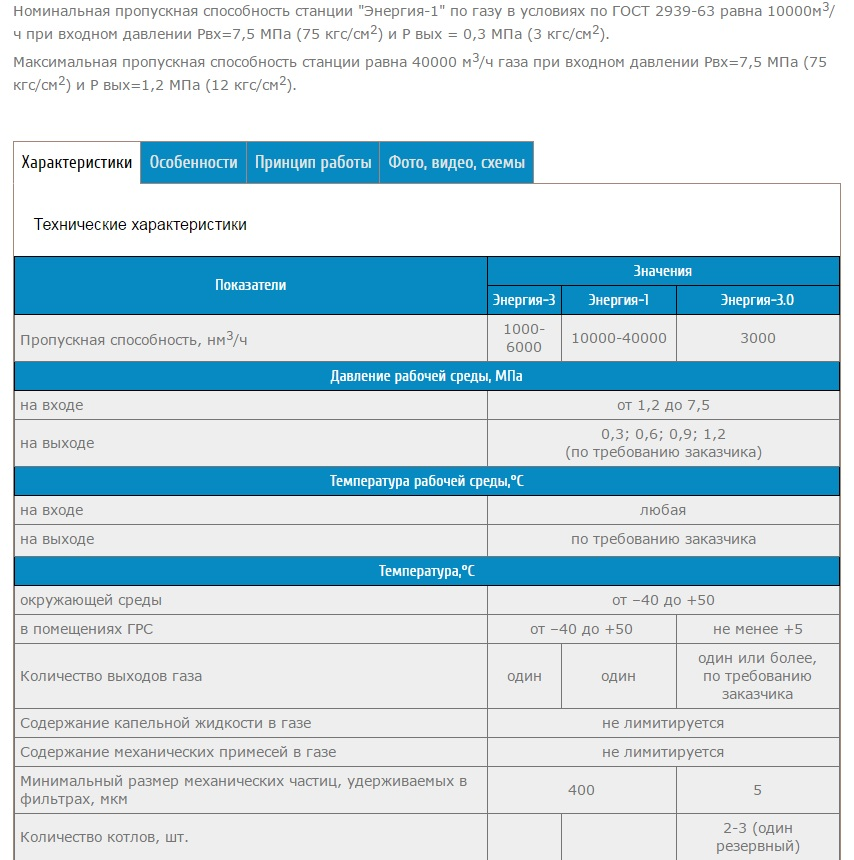 Номинальная пропускная способность станции "Энергия-1" по газу в условиях по ГОСТ 2939-63 равна 10000м3/
ч при входном давлении Рвх=7,5 МПа (75 кгс/см2) и Р вых = 0,3 МПа (3 кгс/см2).
Максимальная пропускная способность станции равна 40000 м3/ч газа при входном давлении Рвх=7,5 МПа (75
кгс/см2) и Р вых=1,2 МПа (12 кгс/см2).
Характеристики Особенности Принцип работы Фото, видео, схемы
Технические характеристики
Показатели
Значения
Энергия-3 Энергия-1 Энергия-3.0
Пропускная способность, нм3/ч
1000-
6000
10000-40000
3000
Давление рабочей среды, МПа
на входе от 1,2 до 7,5
на выходе
0,3; 0,6; 0,9; 1,2
(по требованию заказчика)
Температура рабочей среды,°С
на входе любая
на выходе по требованию заказчика
Температура,°С
окружающей среды от –40 до +50
в помещениях ГРС от –40 до +50 не менее +5
Количество выходов газа
один
один
один или более,
по требованию
заказчика
Содержание капельной жидкости в газе не лимитируется
Содержание механических примесей в газе не лимитируется
Минимальный размер механических частиц, удерживаемых в
фильтрах, мкм
400
5
Количество котлов, шт.
2-3 (один
резервный)